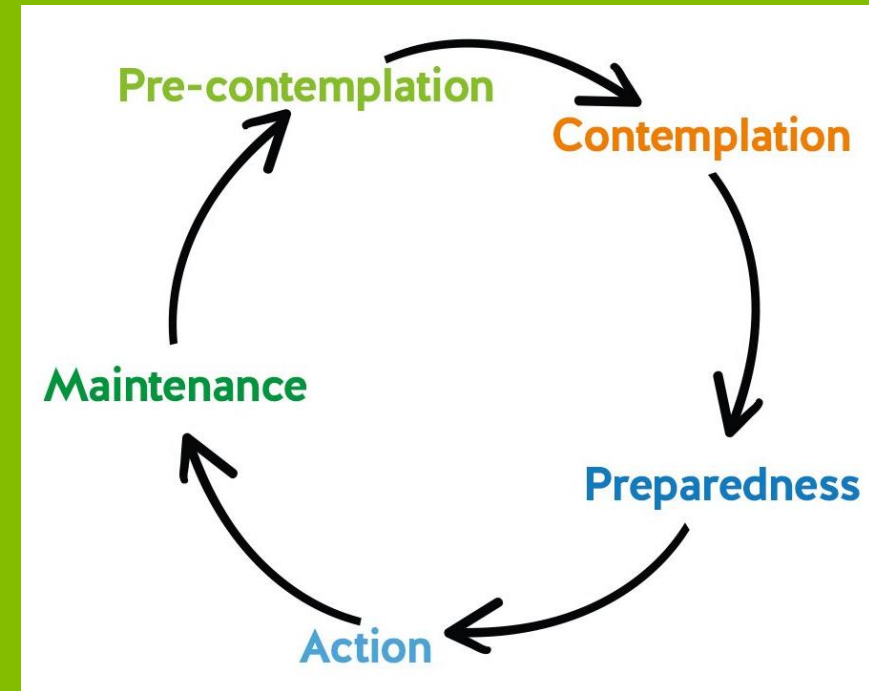 Pre-contemplation
Contemplation
Preparedness
Action
Maintenance